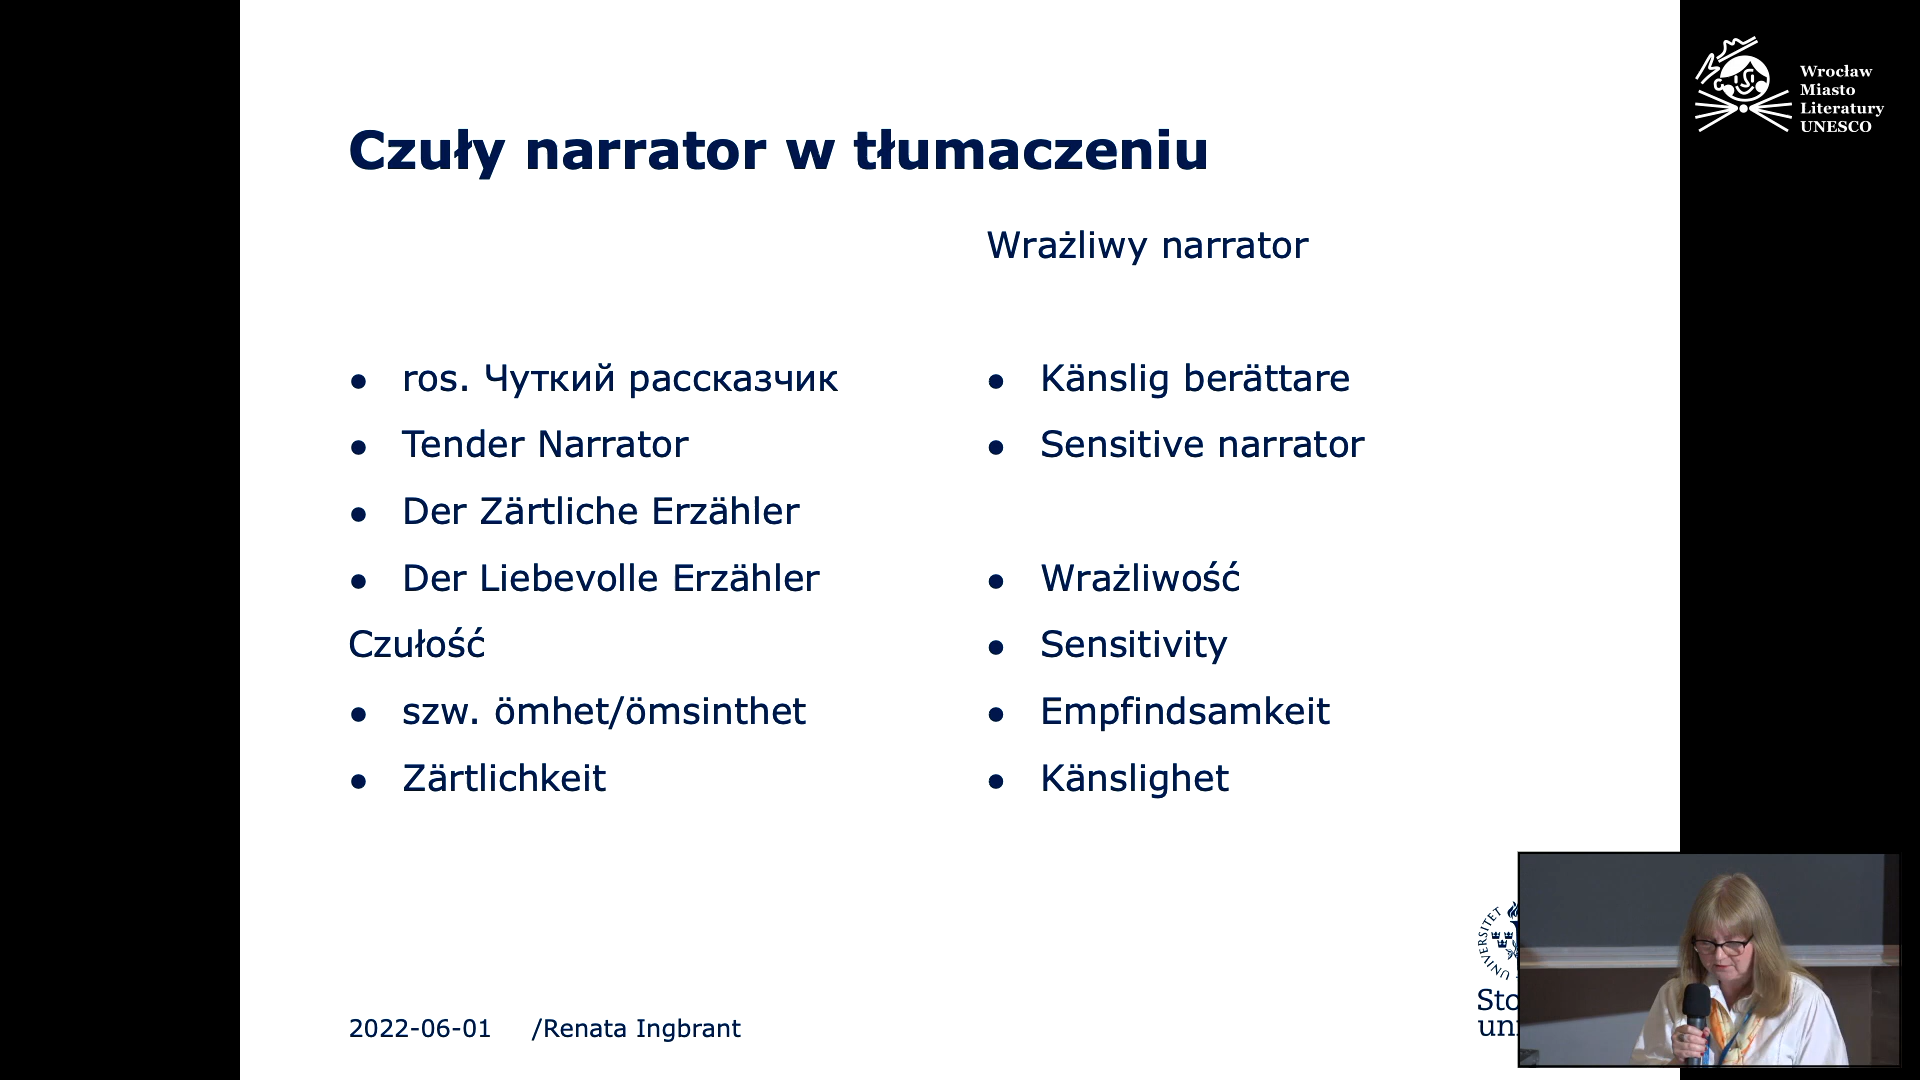 Czuły narrator w tłumaczeniu
Wrażliwy narrator
● ros. Чуткий рассказчик
● Tender Narrator
● Der Zärtliche Erzähler
● Der Liebevolle Erzähler
Czułość
● szw. ömhet/ömsinthet
● Zärtlichkeit
● Känslig berättare
● Sensitive narrator
● Wrażliwość
● Sensitivity
● Empfindsamkeit
● Känslighet
2022-06-01 /Renata Ingbrant
Wrocław
Miasto
Literatury
UNESCO